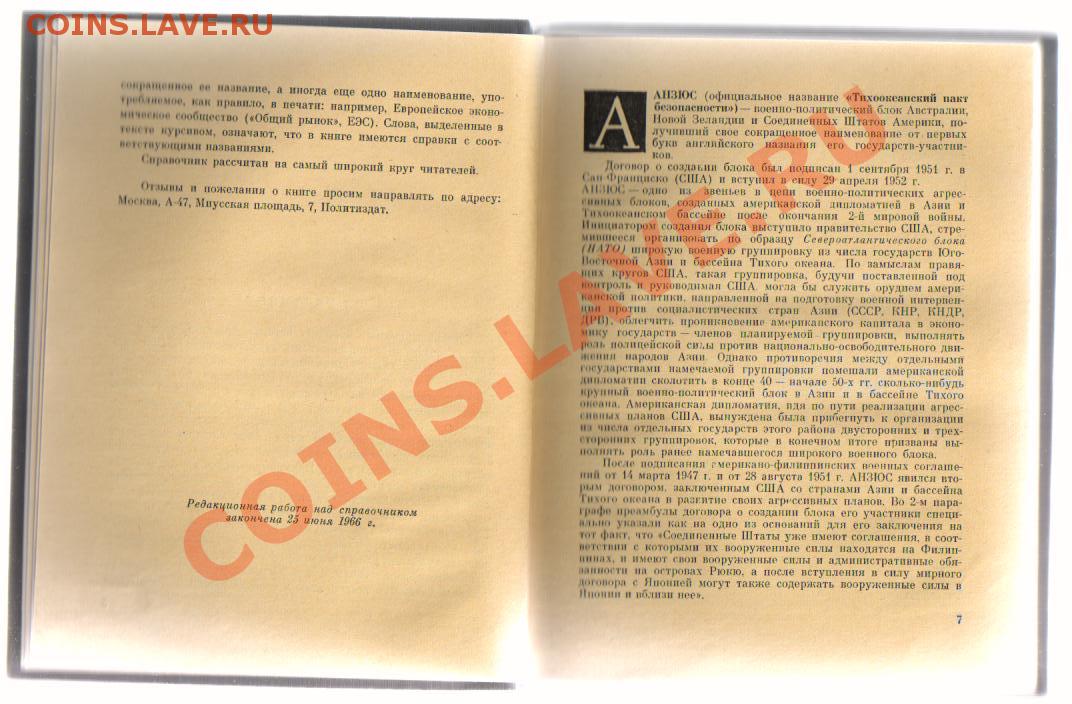 COINS.LAVE.RU
сокращенное ее название, а иногда еще одно наименование, упо-
требляемое, как правило, в печати: например, Европейское эконо-
мическое сообщество («Общий рынок», ЕЭС). Слова, выделенные в
тексте курсивом, означают, что в книге имеются справки с соот-
ветствующими названиями.
Справочник рассчитан на самый широкий круг читателей.
Отзывы и пожелания о книге просим направлять по адресу:
Москва, А-47, Миусская площадь, 7, Политиздат.
Редакционная работа над справочником
закончена 25 июня 1966 г.
А
АНЗЮС (официальное название «Тихоокеанский пакт
безопасности») — военно-политический блок Австралии,
Новой Зеландии и Соединенных Штатов Америки, по-
лучивший свое сокращенное наименование от первых
букв английского названия его государств-участни-
ков.
Договор о создании блока был подписан 1 сентября 1951 г. в
Сан-Франциско (США) и вступил в силу 29 апреля 1952 г.
АНЗЮС — одно из звеньев в цепи военно-политических агрес-
сивных блоков, созданных американской дипломатией в Азии и
Тихоокеанском бассейне после окончания 2-й мировой войны.
Инициатором создания блока выступило правительство США, стре-
мившееся организовать по образцу Североатлантического блока
(НАТО) широкую военную группировку из числа государств Юго-
Восточной Азии и бассейна Тихого океана. По замыслам правя-
щих кругов США, такая группировка, будучи поставленной под
контроль и руководимая США, могла бы служить орудием амери-
канской политики, направленной на подготовку военной интервен-
ции против социалистических стран Азии (СССР, КНР, КНДР,
ДРВ), облегчить проникновение американского капитала в эконо-
мику государств — членов планируемой группировки, выполнять
роль полицейской силы против национально-освободительного дви-
жения народов Азии. Однако противоречия между отдельными
государствами намечаемой группировки помешали американской
дипломатии сколотить в конце 40 — начале 50-х гг. сколько-нибудь
крупный военно-политический блок в Азии и в бассейне Тихого
океана. Американская дипломатия, идя по пути реализации агрес-
сивных планов США, вынуждена была прибегнуть к организации
из числа отдельных государств этого района двусторонних и трех-
сторонних группировок, которые в конечном итоге призваны вы-
полнять роль ранее намечавшегося широкого военного блока.
После подписания американо-филиппинских военных соглаше-
ний от 14 марта 1947 г. и от 28 августа 1951 г. АНЗЮС явился вто-
рым договором, заключенным США со странами Азии и бассейна
Тихого океана в развитие своих агрессивных планов. Во 2-м пара-
графе преамбулы договора о создании блока его участники специ-
ально указали как на одно из оснований для его заключения на
тот факт, что «Соединенные Штаты уже имеют соглашения, в соот-
ветствии с которыми их вооруженные силы находятся на Филип-
пинах, и имеют свои вооруженные силы и административные обя-
занности на островах Рюкю, а после вступления в силу мирного
договора с Японией могут также содержать вооруженные силы в
Японии и вблизи нее».
7
COINS.LAVE.RU